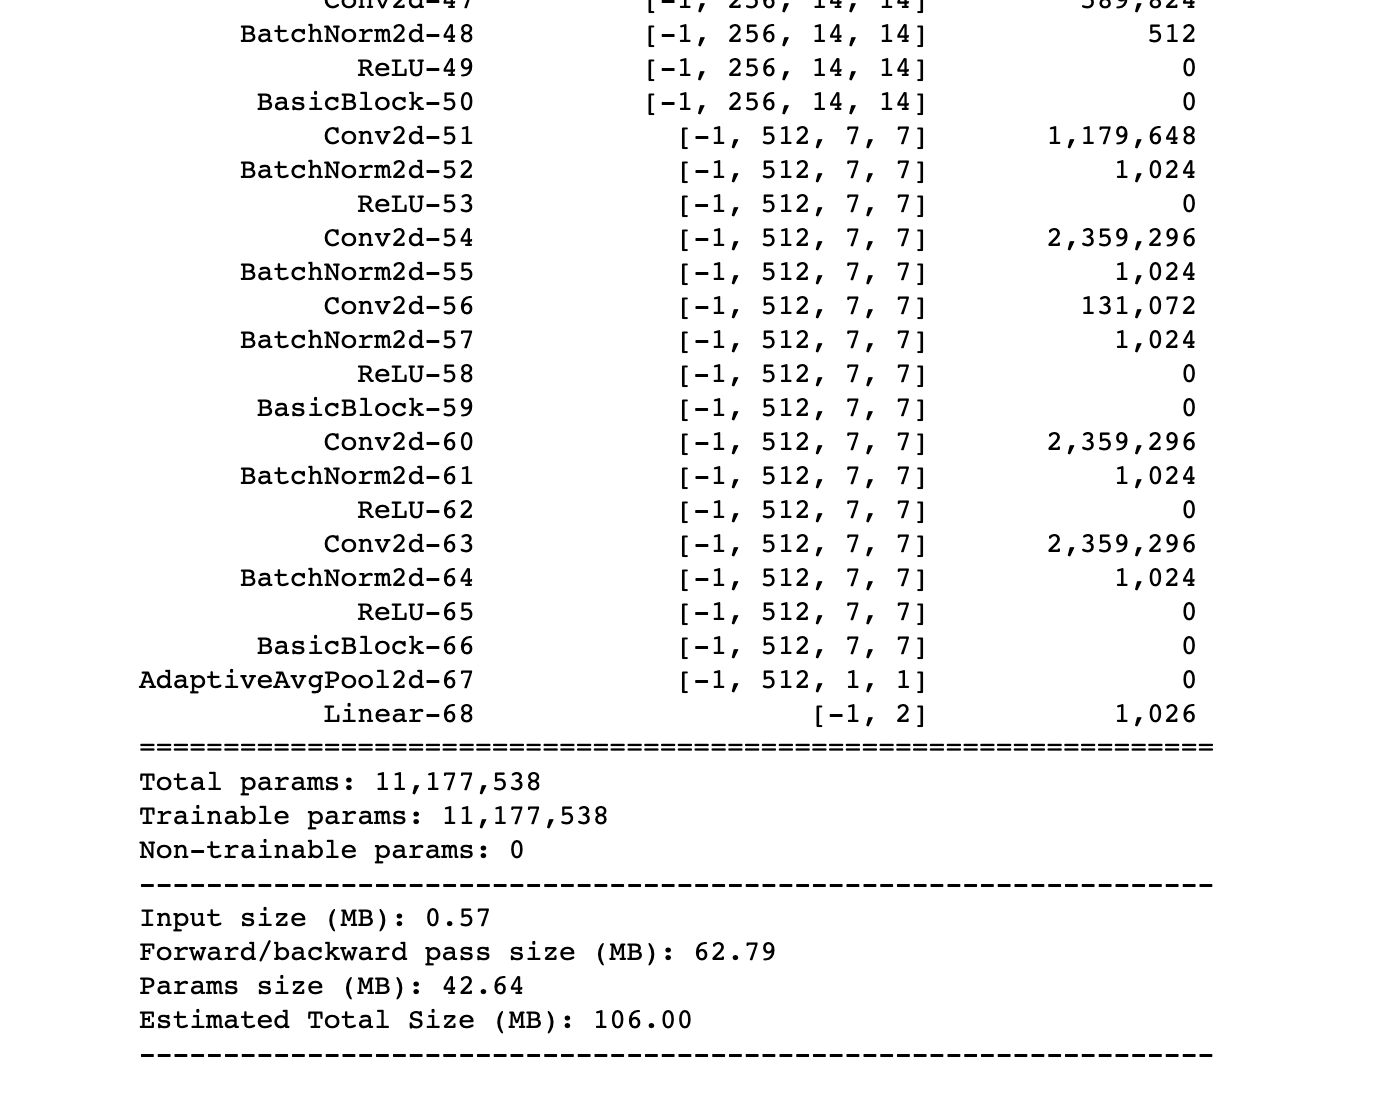 Conv2d-47 [-1, 256, 14, 14] 589,824
BatchNorm2d-48 [-1, 256, 14, 14] 512
ReLU-49 [-1, 256, 14, 14] 0
BasicBlock-50 [-1, 256, 14, 14] 0
Conv2d-51 [-1, 512, 7, 7] 1,179,648
BatchNorm2d-52 [-1, 512, 7, 7] 1,024
ReLU-53 [-1, 512, 7, 7] 0
Conv2d-54 [-1, 512, 7, 7] 2,359,296
BatchNorm2d-55 [-1, 512, 7, 7] 1,024
Conv2d-56 [-1, 512, 7, 7] 131,072
BatchNorm2d-57 [-1, 512, 7, 7] 1,024
ReLU-58 [-1, 512, 7, 7] 0
BasicBlock-59 [-1, 512, 7, 7] 0
Conv2d-60 [-1, 512, 7, 7] 2,359,296
BatchNorm2d-61 [-1, 512, 7, 7] 1,024
ReLU-62 [-1, 512, 7, 7] 0
Conv2d-63 [-1, 512, 7, 7] 2,359,296
BatchNorm2d-64 [-1, 512, 7, 7] 1,024
ReLU-65 [-1, 512, 7, 7] 0
BasicBlock-66 [-1, 512, 7, 7] 0
AdaptiveAvgPool2d-67 [-1, 512, 1, 1] 0
Linear-68 [-1, 2] 1,026
================================================================
Total params: 11,177,538
Trainable params: 11,177,538
Non-trainable params: 0
----------------------------------------------------------------
Input size (MB): 0.57
Forward/backward pass size (MB): 62.79
Params size (MB): 42.64
Estimated Total Size (MB): 106.00
----------------------------------------------------------------